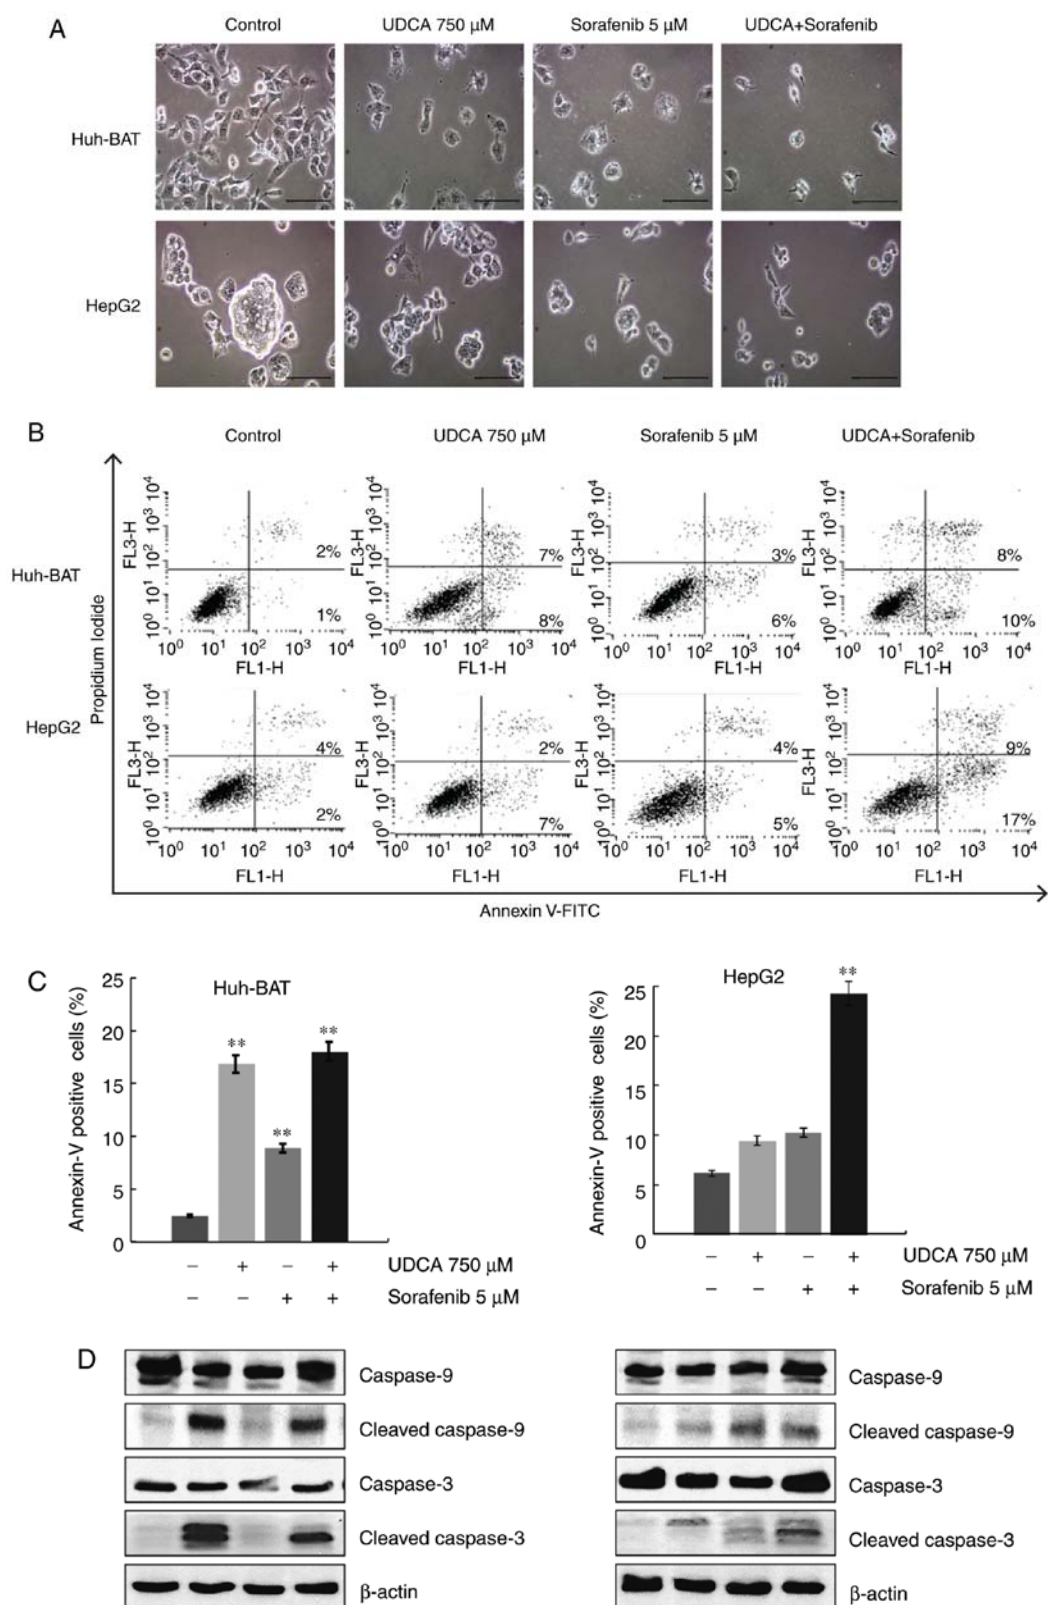 A
Control UDCA 750 µM Sorafenib 5 µM UDCA+Sorafenib
Huh-BAT
HepG2
B
Control UDCA 750 µM Sorafenib 5 µM UDCA+Sorafenib
Propidium Iodide
Huh-BAT
FL3-H 10⁰ 10¹ 10² 10³ 10⁴ 2% 1%
10⁰ 10¹ 10² 10³ 10⁴
FL1-H
FL3-H 10⁰ 10¹ 10² 10³ 10⁴ 7% 8%
10⁰ 10¹ 10² 10³ 10⁴
FL1-H
FL3-H 10⁰ 10¹ 10² 10³ 10⁴ 3% 6%
10⁰ 10¹ 10² 10³ 10⁴
FL1-H
FL3-H 10⁰ 10¹ 10² 10³ 10⁴ 8% 10%
10⁰ 10¹ 10² 10³ 10⁴
FL1-H
HepG2
FL3-H 10⁰ 10¹ 10² 10³ 10⁴ 4% 2%
10⁰ 10¹ 10² 10³ 10⁴
FL1-H
FL3-H 10⁰ 10¹ 10² 10³ 10⁴ 2% 7%
10⁰ 10¹ 10² 10³ 10⁴
FL1-H
FL3-H 10⁰ 10¹ 10² 10³ 10⁴ 4% 5%
10⁰ 10¹ 10² 10³ 10⁴
FL1-H
FL3-H 10⁰ 10¹ 10² 10³ 10⁴ 9% 17%
10⁰ 10¹ 10² 10³ 10⁴
FL1-H
Annexin V-FITC
C
Huh-BAT
Annexin-V positive cells (%)
25
20
15
10
5
0
** ** **
− + − + UDCA 750 µM
− − + + Sorafenib 5 µM
HepG2
Annexin-V positive cells (%)
25
20
15
10
5
0
**
− + − + UDCA 750 µM
− − + + Sorafenib 5 µM
D
Caspase-9
Cleaved caspase-9
Caspase-3
Cleaved caspase-3
β-actin
Caspase-9
Cleaved caspase-9
Caspase-3
Cleaved caspase-3
β-actin